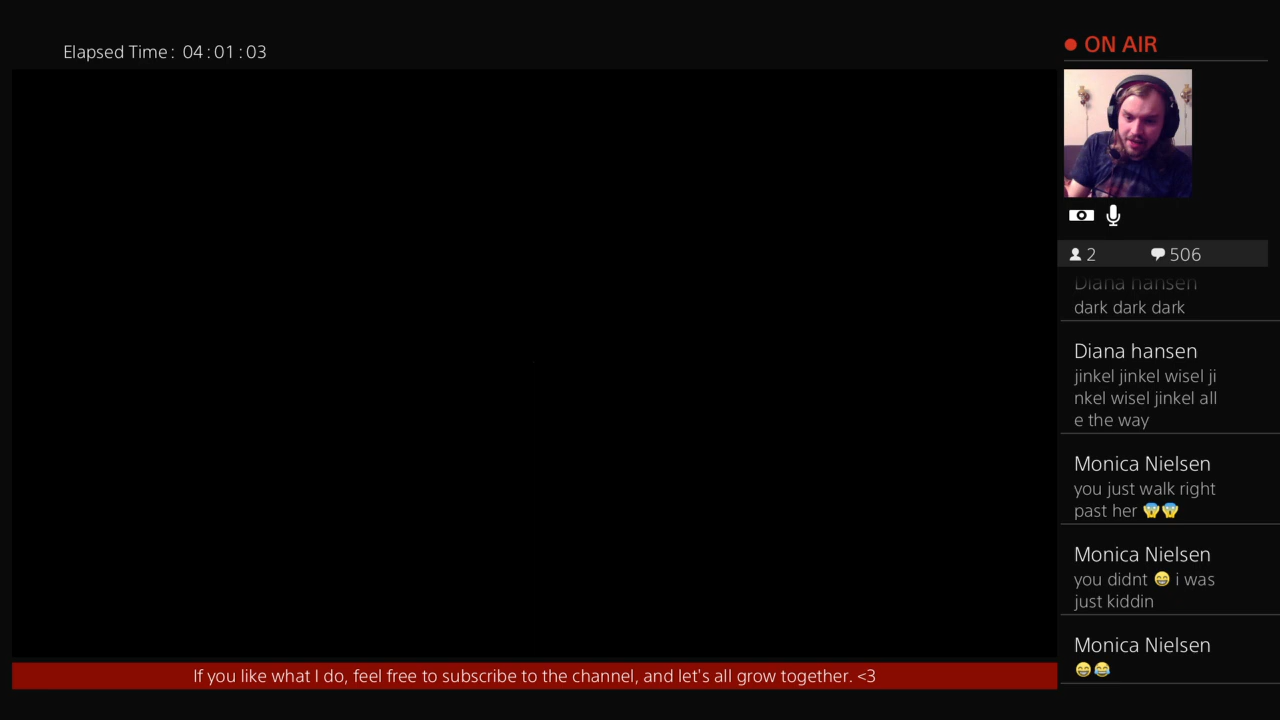 Elapsed Time: 04:01:03
ON AIR
2 506
Diana hansen
dark dark dark
Diana hansen
jinkel jinkel wisel ji
nkel wisel jinkel all
e the way
Monica Nielsen
you just walk right
past her 😱😱
Monica Nielsen
you didnt 😁 i was
just kiddin
Monica Nielsen
😁😂
If you like what I do, feel free to subscribe to the channel, and let's all grow together. <3